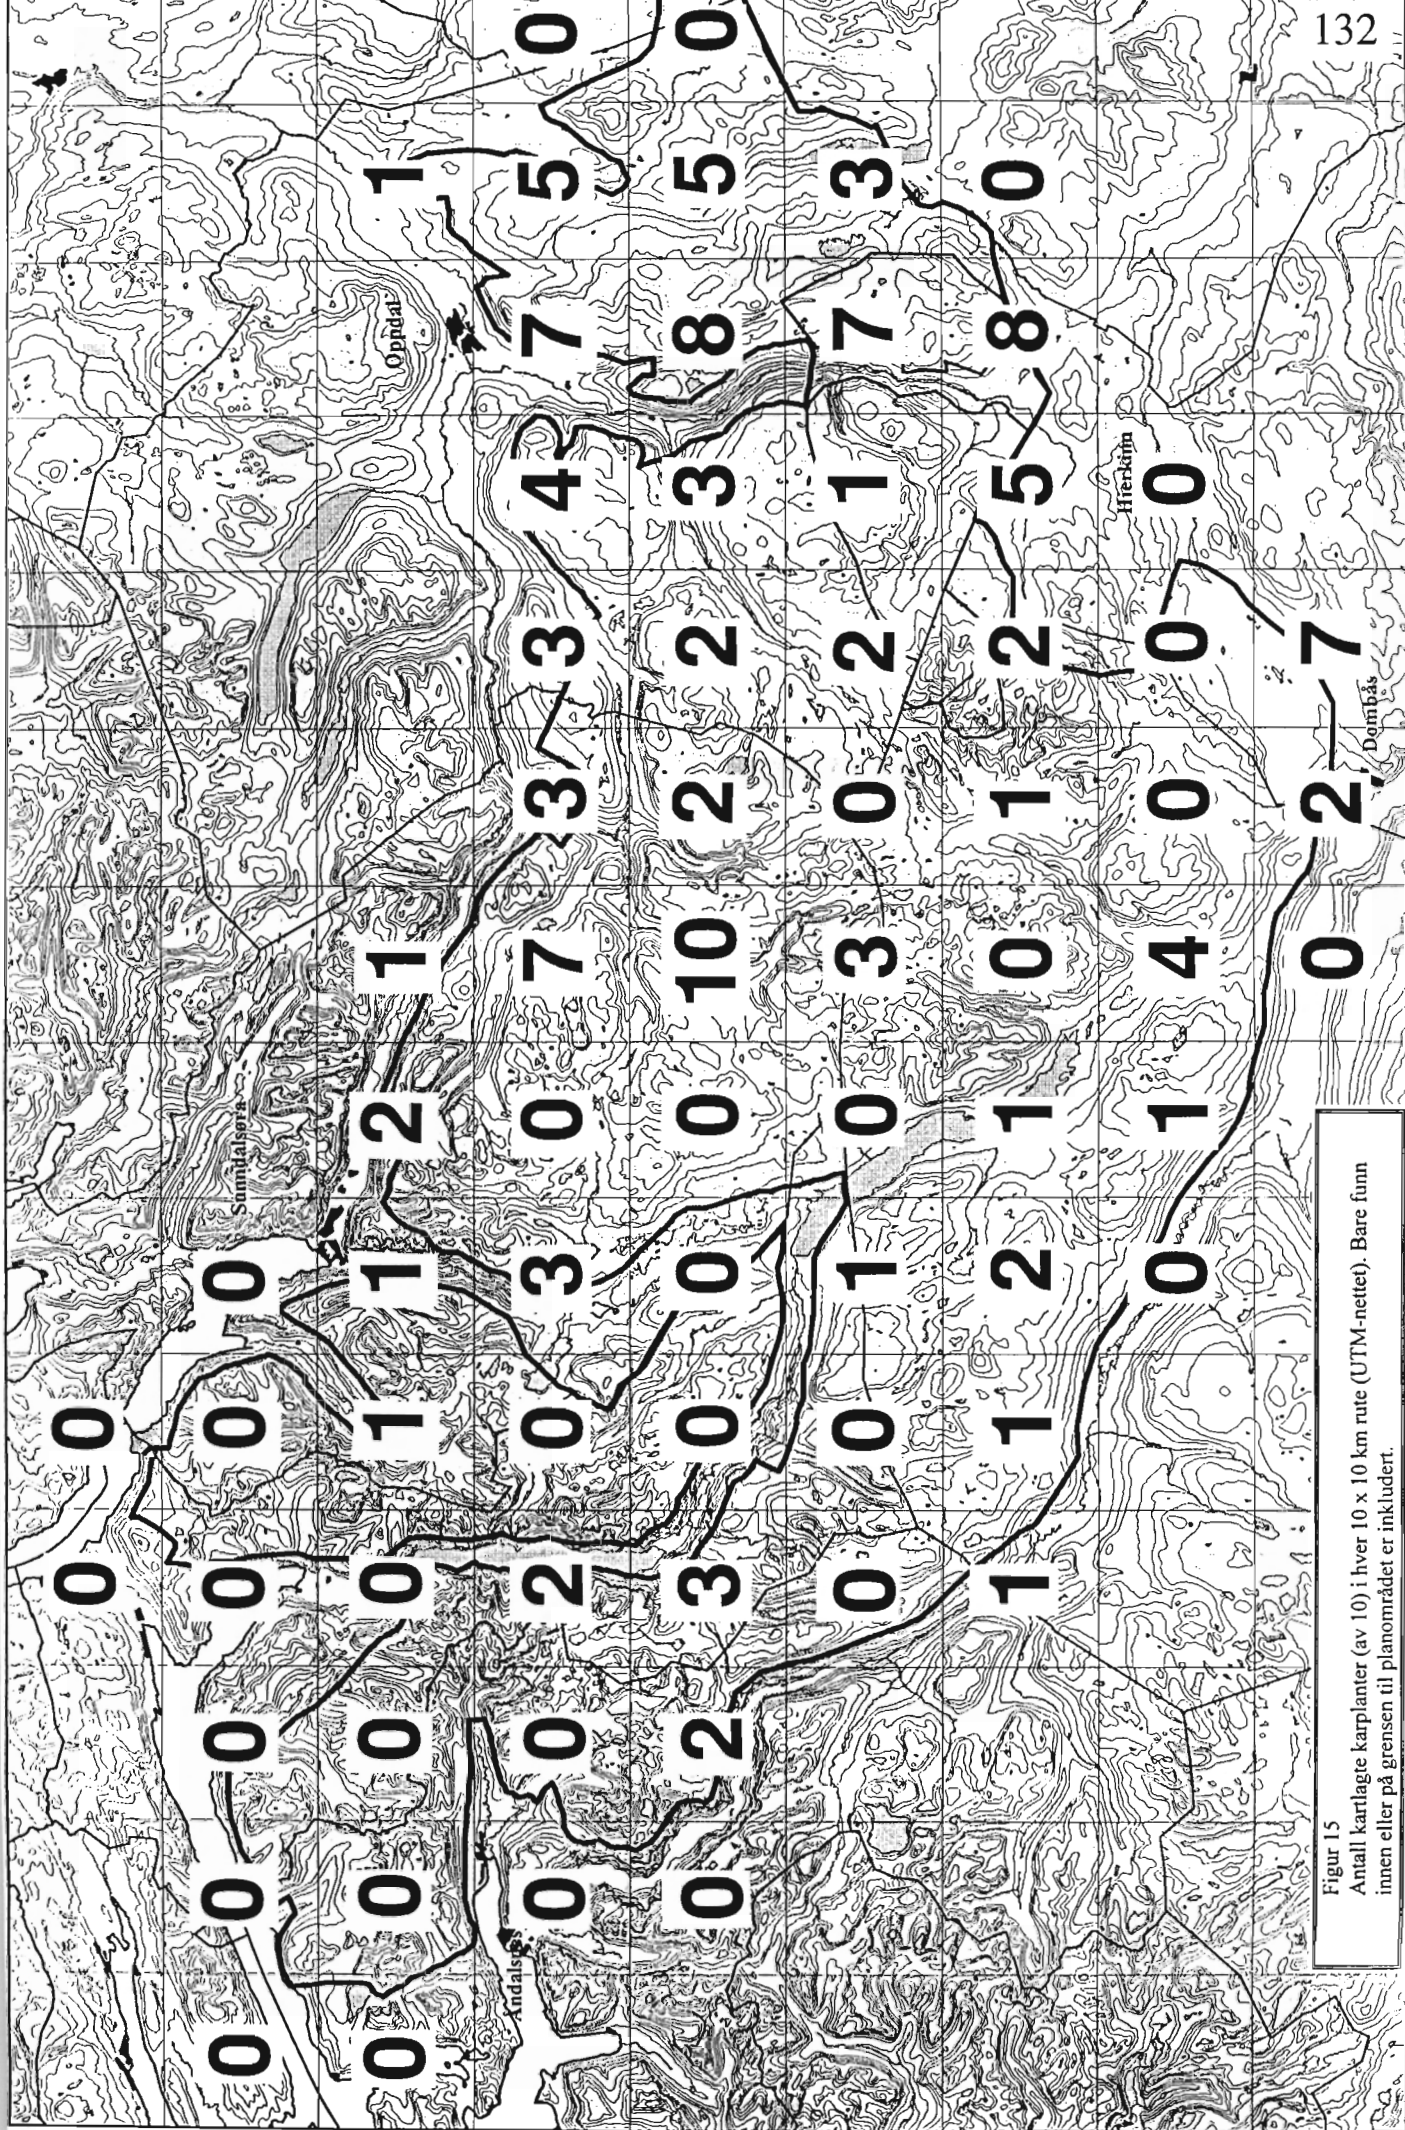 132
0 0
0 0 0 0 0 0
Sunndalsøra
0 0 0 0 1 1 2 1 1
Oppdal
Åndalsnes
0 0 2 0 3 0 7 3 3 4 7 5 0
0 2 3 0 0 0 10 2 2 3 8 5 0
0 0 1 0 3 0 2 1 7 3
1 1 2 1 0 1 2 5 8 0
Hjerkinn
0 1 4 0 0 0
0 2 7
Dombås
Figur 15
Antall kartlagte karplanter (av 10) i hver 10 x 10 km rute (UTM-nettet). Bare funn
innen eller på grensen til planområdet er inkludert.